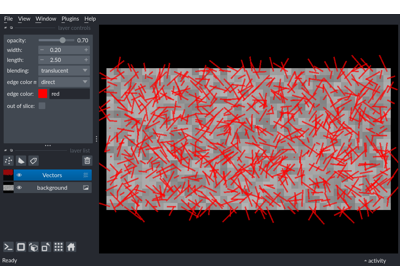 File View Window Plugins Help
layer controls
opacity: 0.70
width: 0.20
length: 2.50
blending: translucent
edge color mode: direct
edge color: red
out of slice:
layer list
Vectors
background
Ready
activity